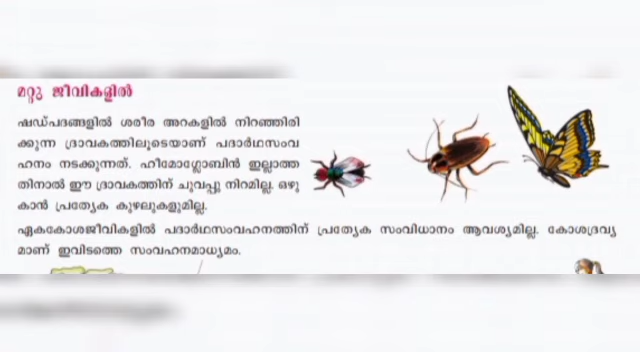 മറ്റു ജീവികളിൽ
ഷഡ്പദങ്ങളിൽ ശരീര അറകളിൽ നിറഞ്ഞിരി
ക്കുന്ന ദ്രാവകത്തിലൂടെയാണ് പദാർഥസംവ
ഹനം നടക്കുന്നത്. ഹീമോഗ്ലോബിൻ ഇല്ലാത്ത
തിനാൽ ഈ ദ്രാവകത്തിന് ചുവപ്പു നിറമില്ല. ഒഴു
കാൻ പ്രത്യേക കുഴലുകളുമില്ല.
ഏകകോശജീവികളിൽ പദാർഥസംവഹനത്തിന് പ്രത്യേക സംവിധാനം ആവശ്യമില്ല. കോശദ്രവ്യ
മാണ് ഇവിടത്തെ സംവഹനമാധ്യമം.